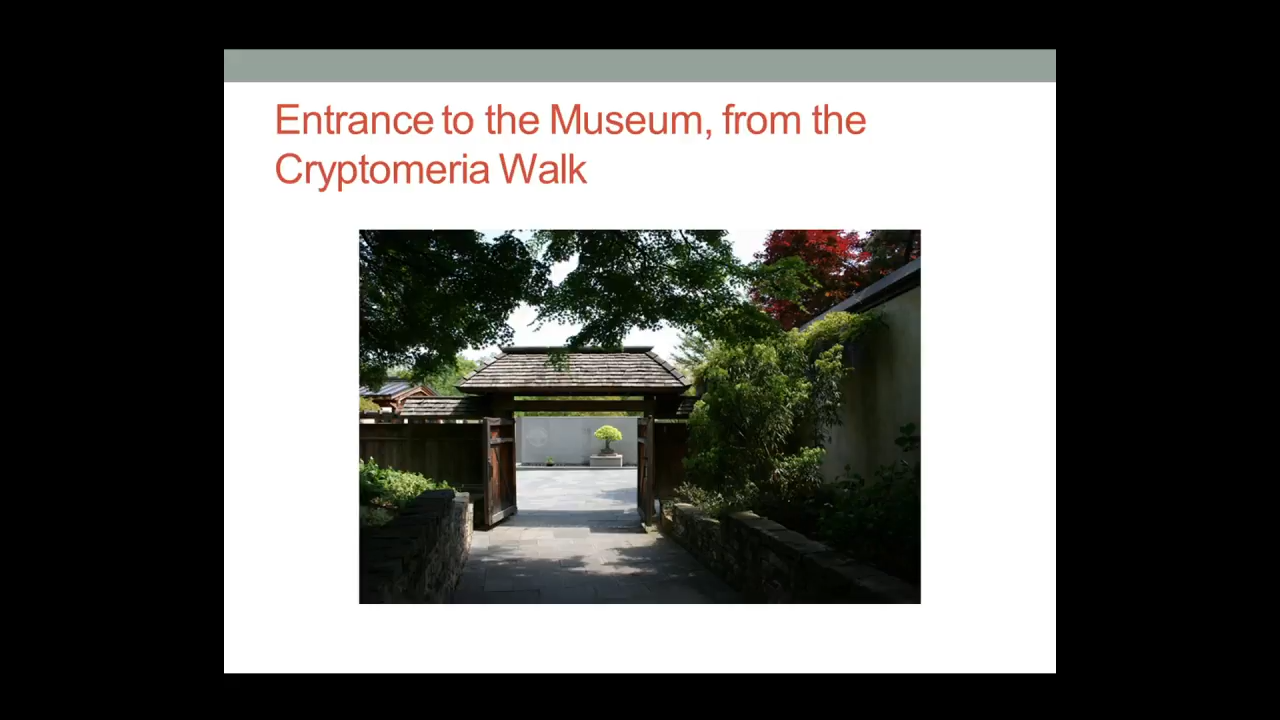 Entrance to the Museum, from the
Cryptomeria Walk